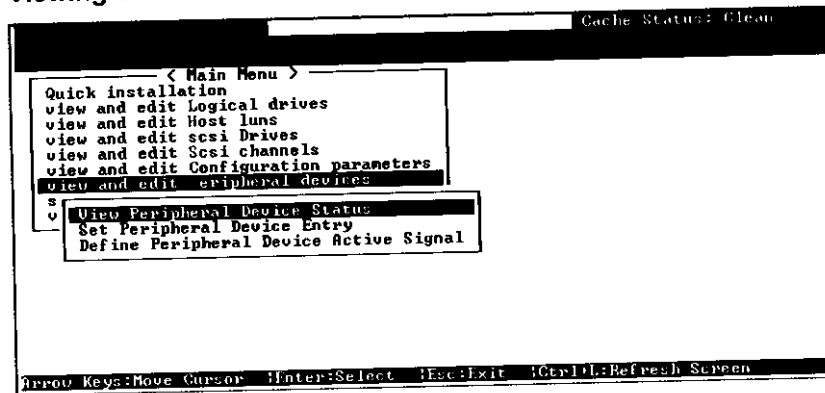 Cache Status: Clean
< Main Menu >
Quick installation
view and edit Logical drives
view and edit Host luns
view and edit scsi Drives
view and edit Scsi channels
view and edit Configuration parameters
view and edit eripheral devices
s
v
View Peripheral Device Status
Set Peripheral Device Entry
Define Peripheral Device Active Signal
Arrow Keys:Move Cursor |Enter:Select |Esc:Exit |Ctrl+L:Refresh Screen